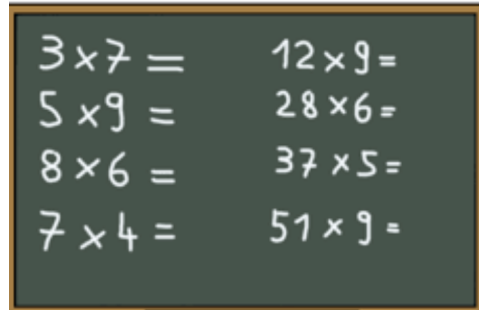 3 × 7 =
5 × 9 =
8 × 6 =
7 × 4 =
12 × 9 =
28 × 6 =
37 × 5 =
51 × 9 =